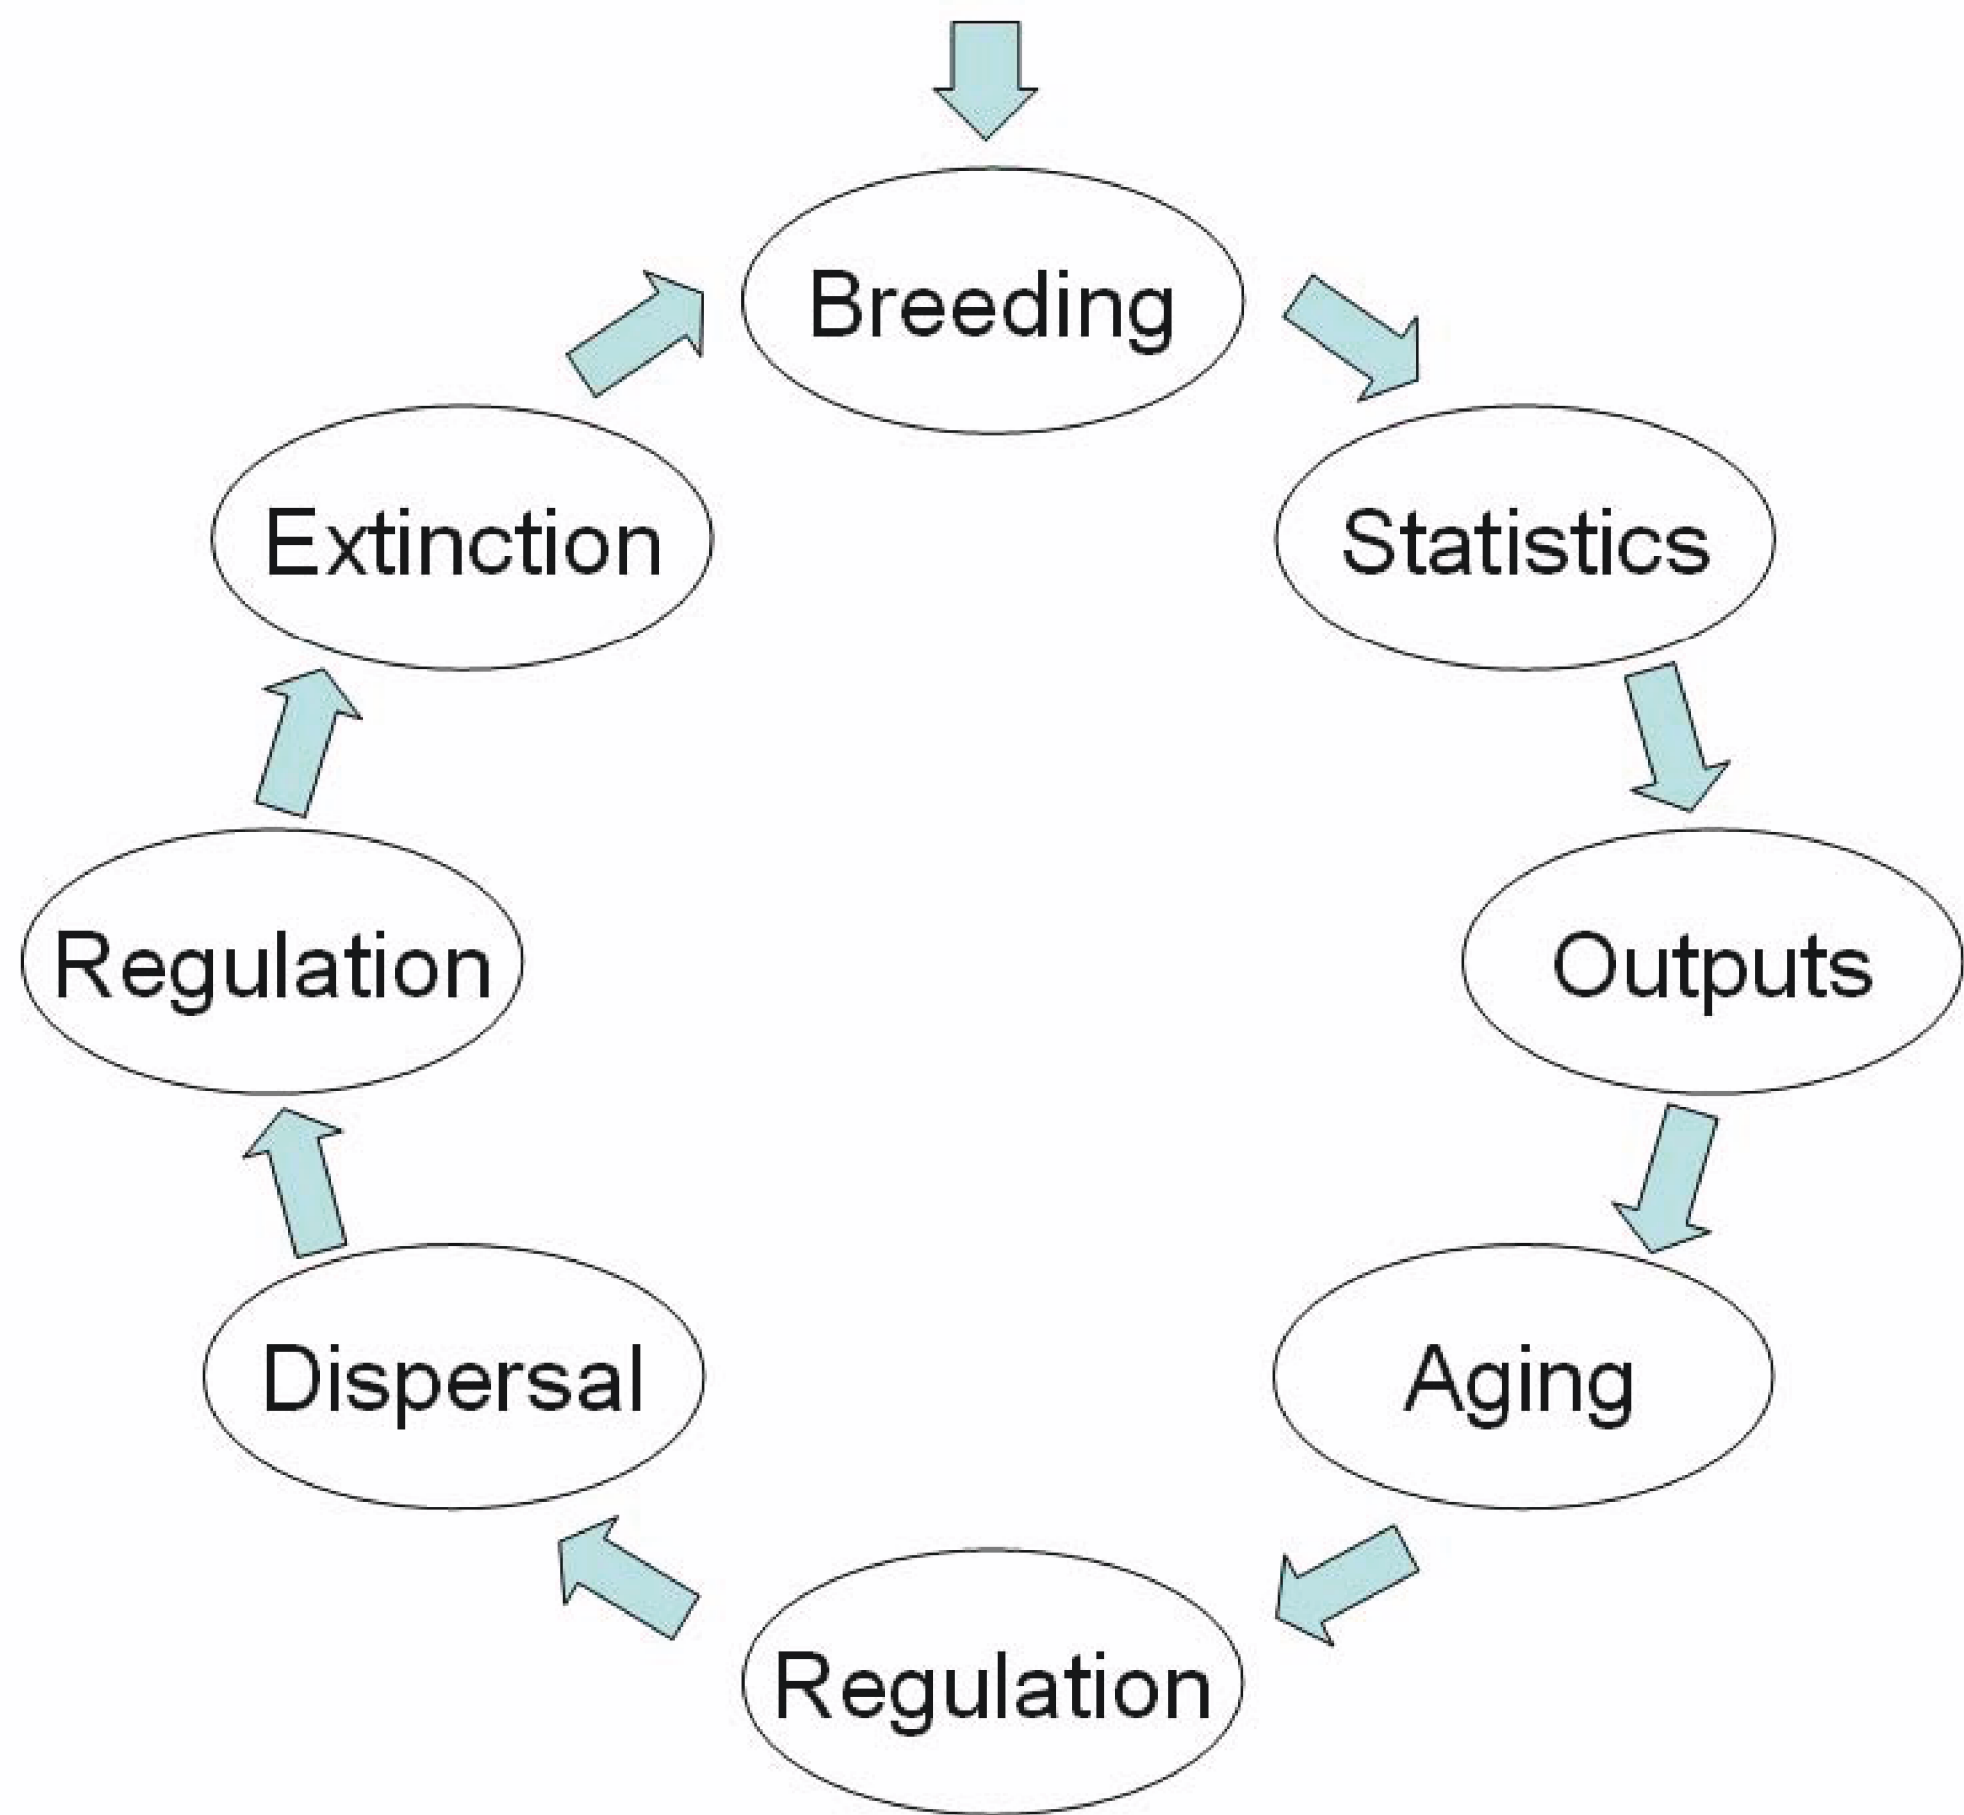 Breeding
Statistics
Outputs
Aging
Regulation
Dispersal
Regulation
Extinction